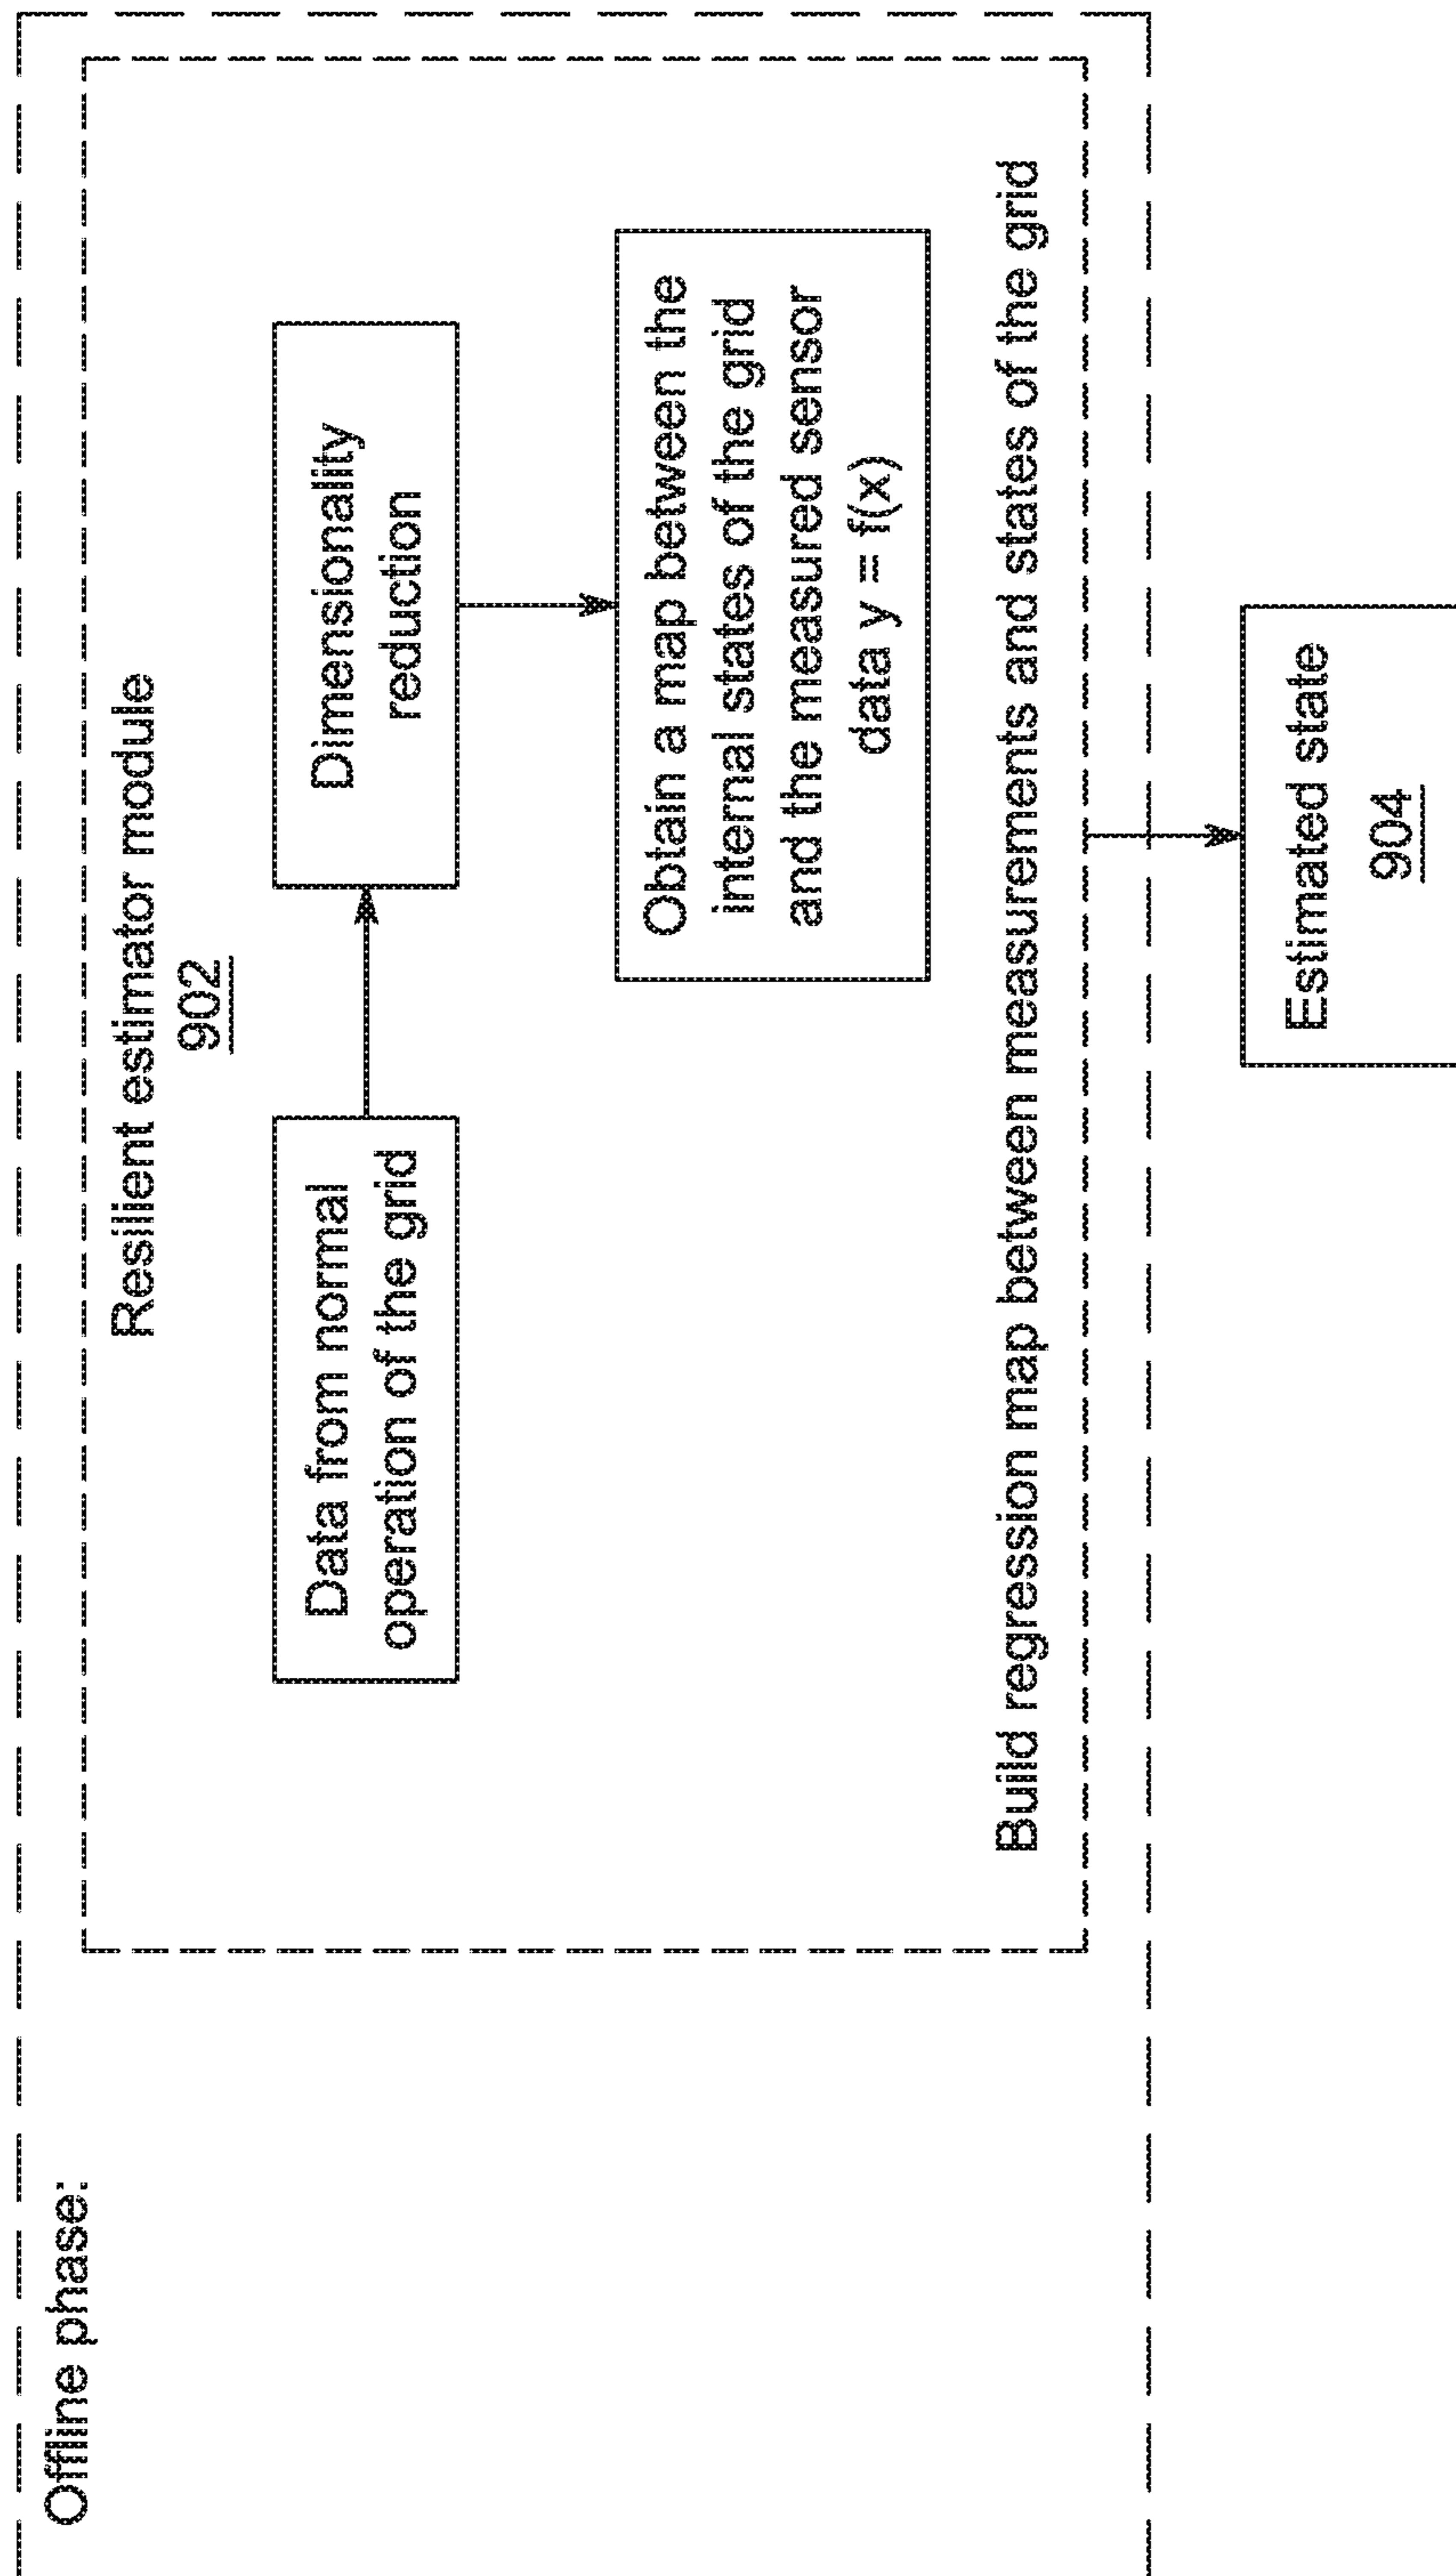 Offline phase:
Resilient estimator module
902
Data from normal
operation of the grid
Dimensionality
reduction
Obtain a map between the
internal states of the grid
and the measured sensor
data y = f(x)
Build regression map between measurements and states of the grid
Estimated state
904